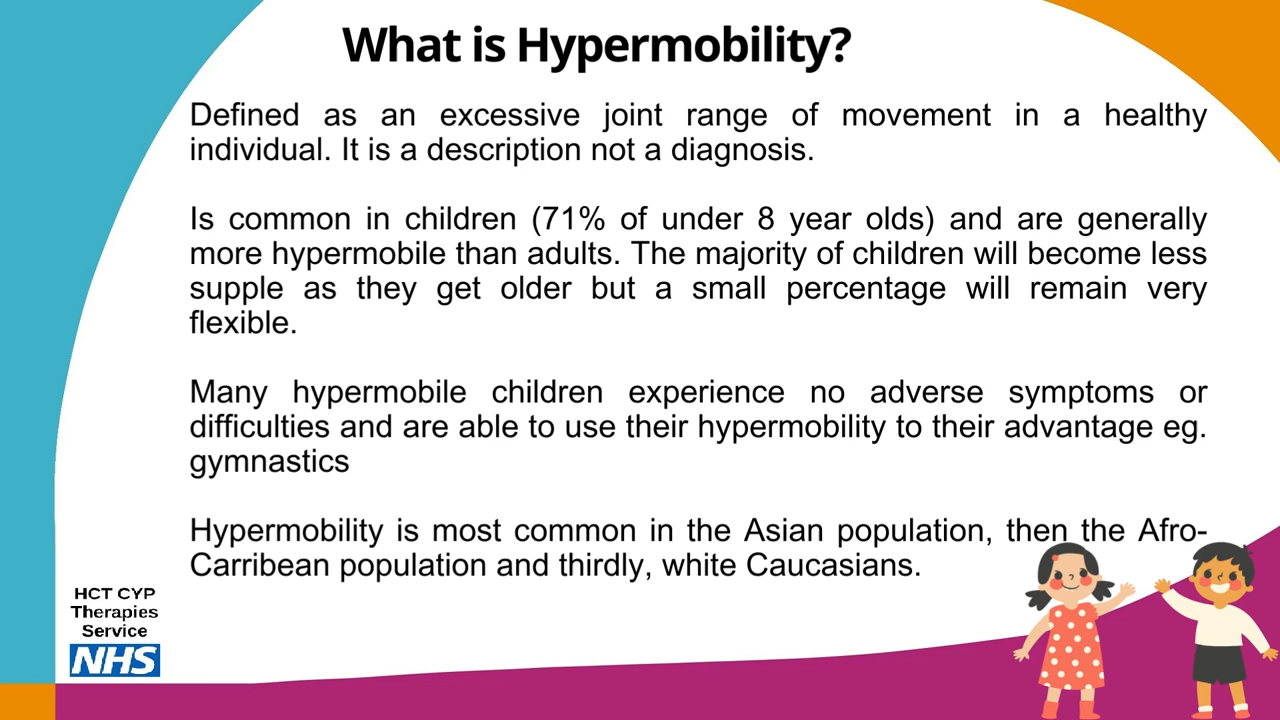 What is Hypermobility?
Defined as an excessive joint range of movement in a healthy
individual. It is a description not a diagnosis.
Is common in children (71% of under 8 year olds) and are generally
more hypermobile than adults. The majority of children will become less
supple as they get older but a small percentage will remain very
flexible.
Many hypermobile children experience no adverse symptoms or
difficulties and are able to use their hypermobility to their advantage eg.
gymnastics
Hypermobility is most common in the Asian population, then the Afro-
Carribean population and thirdly, white Caucasians.
HCT CYP
Therapies
Service
NHS